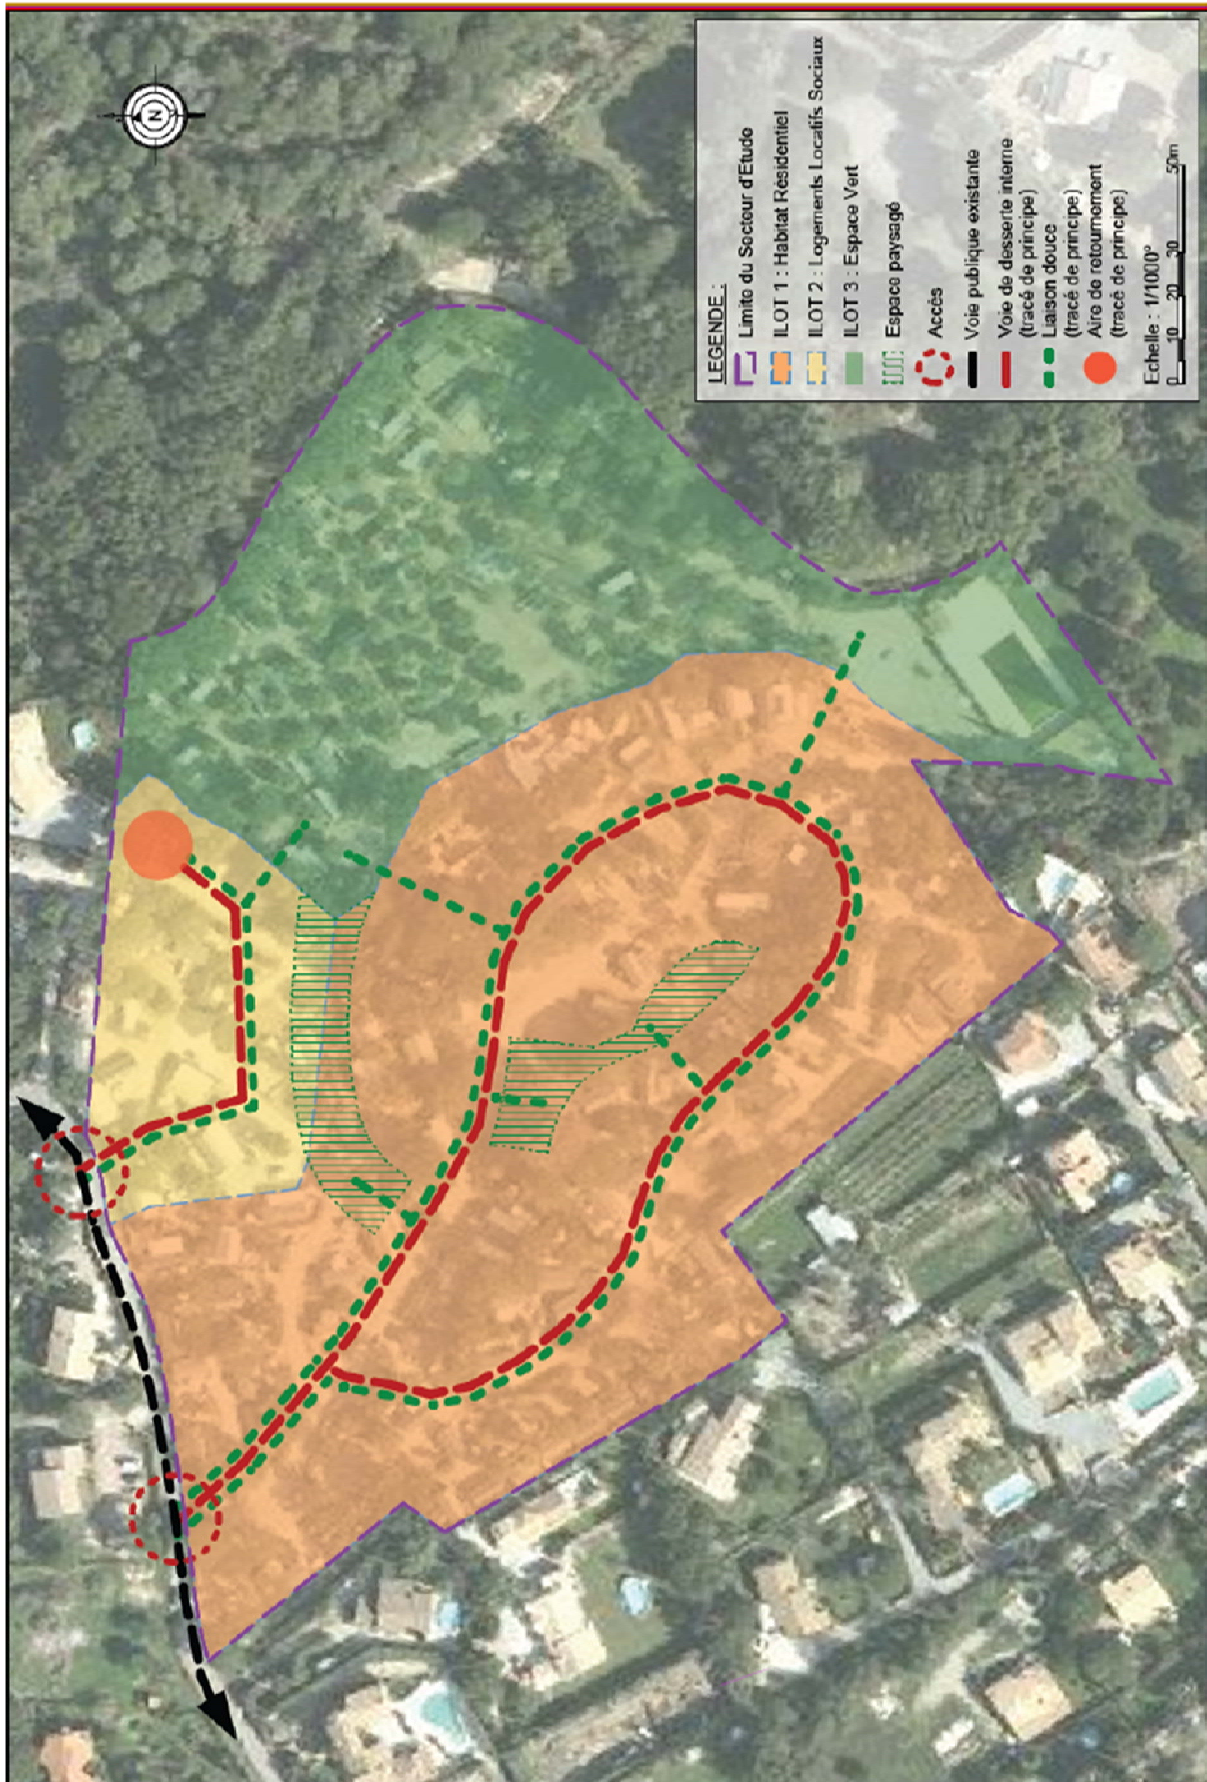 N
LEGENDE :
Limite du Secteur d'Etude
ILOT 1 : Habitat Résidentiel
ILOT 2 : Logements Locatifs Sociaux
ILOT 3 : Espace Vert
Espace paysagé
Accès
Voie publique existante
Voie de desserte interne
(tracé de principe)
Liaison douce
(tracé de principe)
Aire de retournement
(tracé de principe)
Echelle : 1/1000°
0 10 20 30 50m